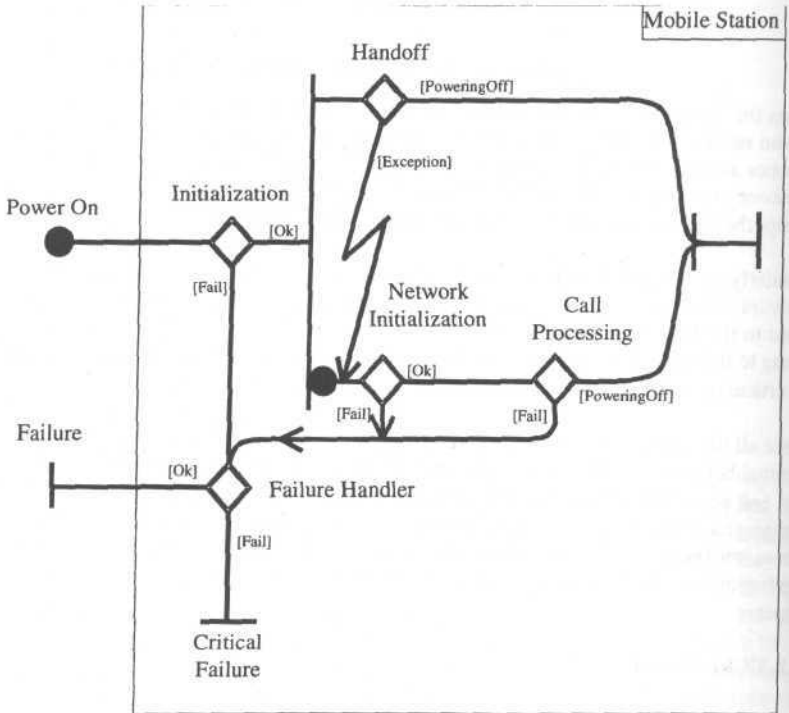 Mobile Station
Handoff
[PoweringOff]
[Exception]
Power On
Initialization
[Ok]
[Fail]
Network
Initialization
Call
Processing
[Ok]
[Fail]
[Fail]
[PoweringOff]
Failure
[Ok]
Failure Handler
[Fail]
Critical
Failure